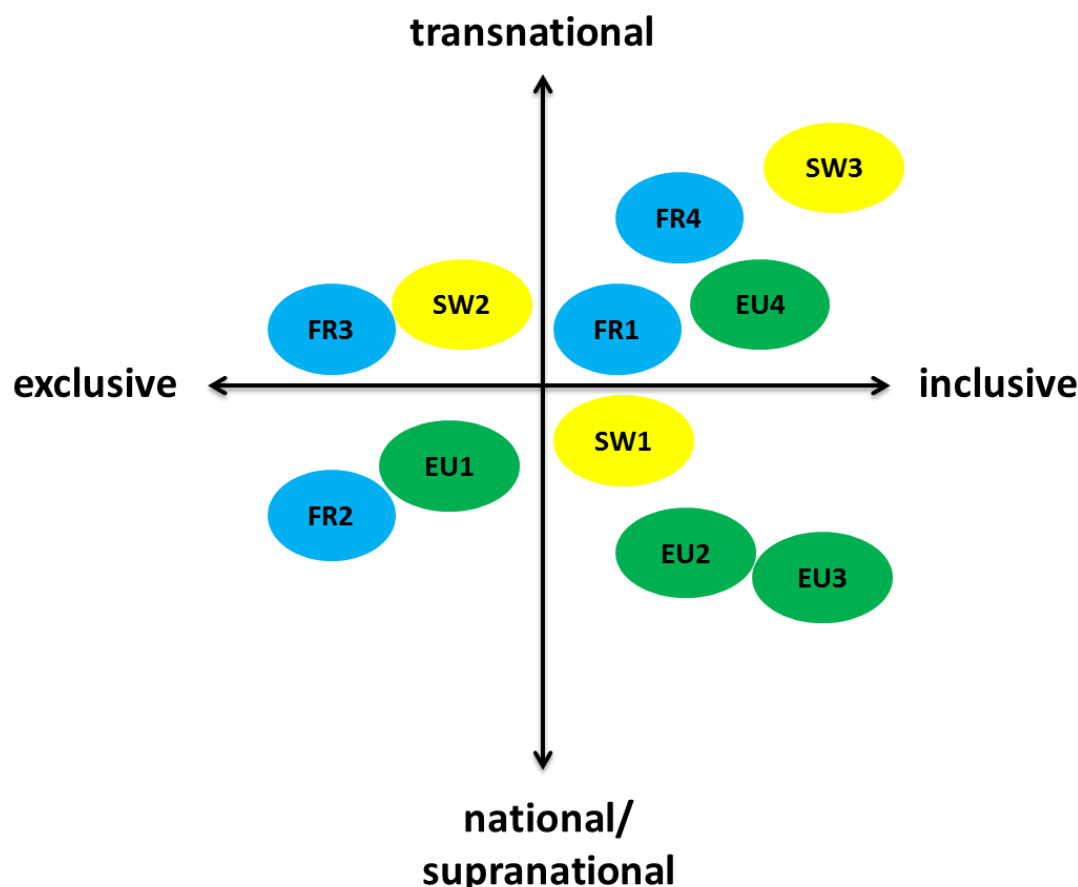 transnational
SW3
FR4
SW2
EU4
FR3
FR1
exclusive
inclusive
SW1
EU1
FR2
EU2
EU3
national/
supranational